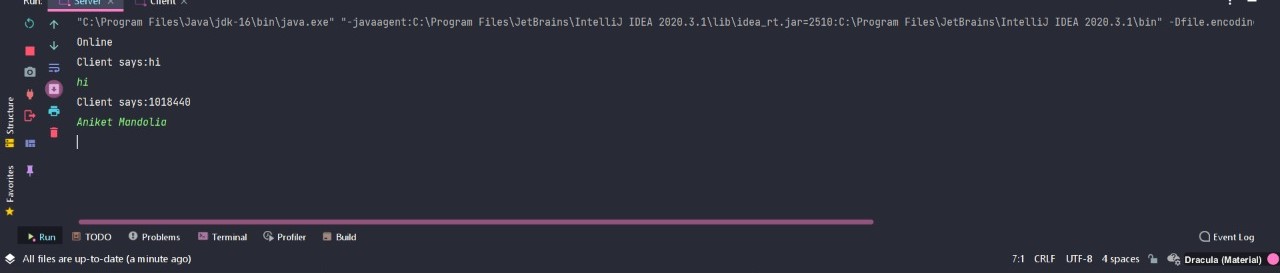 Run: Server × Client ×
"C:\Program Files\Java\jdk-16\bin\java.exe" "-javaagent:C:\Program Files\JetBrains\IntelliJ IDEA 2020.3.1\lib\idea_rt.jar=2510:C:\Program Files\JetBrains\IntelliJ IDEA 2020.3.1\bin" -Dfile.encoding
Online
Client says:hi
hi
Client says:1018440
Aniket Mandolia
Structure
Favorites
Run TODO Problems Terminal Profiler Build Event Log
All files are up-to-date (a minute ago) 7:1 CRLF UTF-8 4 spaces Dracula (Material)